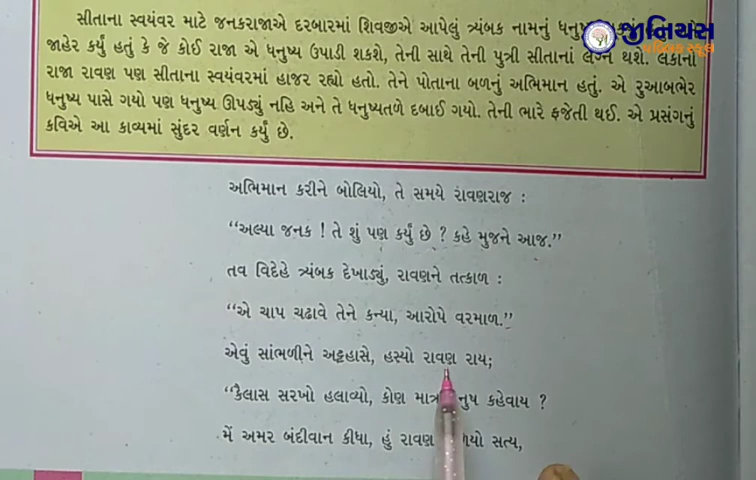 જીનિયસ
પબ્લિક સ્કૂલ
સીતાના સ્વયંવર માટે જનકરાજાએ દરબારમાં શિવજીએ આપેલું ત્ર્યંબક નામનું ધનુષ
જાહેર કર્યું હતું કે જે કોઈ રાજા એ ધનુષ્ય ઉપાડી શકશે, તેની સાથે તેની પુત્રી સીતાનાં લગ્ન થશે. લંકાનો
રાજા રાવણ પણ સીતાના સ્વયંવરમાં હાજર રહ્યો હતો. તેને પોતાના બળનું અભિમાન હતું. એ રુઆબભેર
ધનુષ્ય પાસે ગયો પણ ધનુષ્ય ઊપડ્યું નહિ અને તે ધનુષ્યતળે દબાઈ ગયો. તેની ભારે ફજેતી થઈ. એ પ્રસંગનું
કવિએ આ કાવ્યમાં સુંદર વર્ણન કર્યું છે.
અભિમાન કરીને બોલિયો, તે સમયે રાવણરાજ :
“અલ્યા જનક ! તે શું પણ કર્યું છે ? કહે મુજને આજ.”
તવ વિદેહે ત્ર્યંબક દેખાડ્યું, રાવણને તત્કાળ :
“એ ચાપ ચઢાવે તેને કન્યા, આરોપે વરમાળ.”
એવું સાંભળીને અટ્ટહાસે, હસ્યો રાવણ રાય;
“કૈલાસ સરખો હલાવ્યો, કોણ માત્ર નુષ કહેવાય ?
મેં અમર બંદીવાન કીધા, હું રાવણ ળિયો સત્ય,